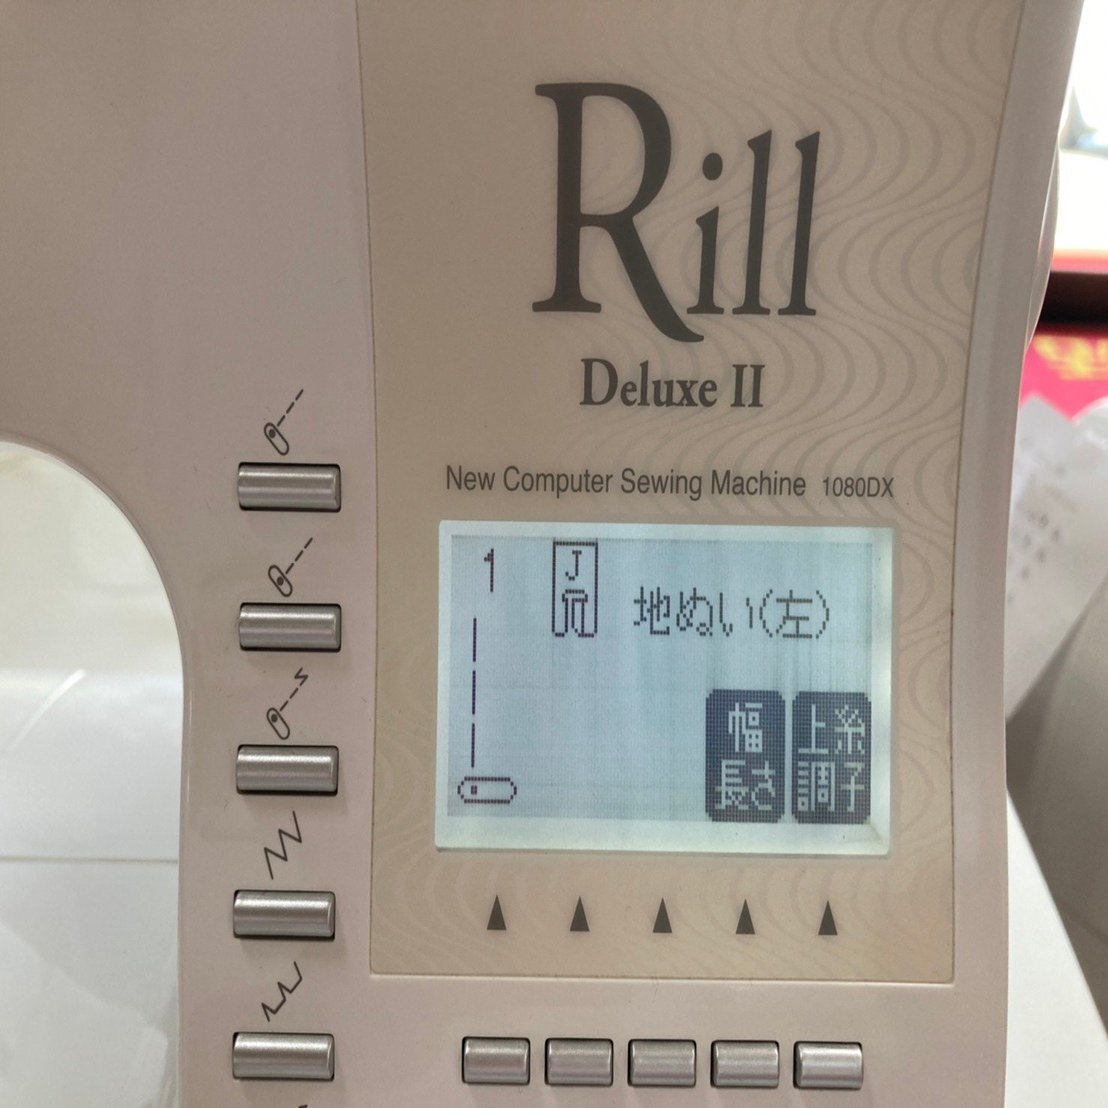 Rill
Deluxe II
New Computer Sewing Machine 1080DX
1 J 地ぬい(左)
幅 上糸
長さ 調子